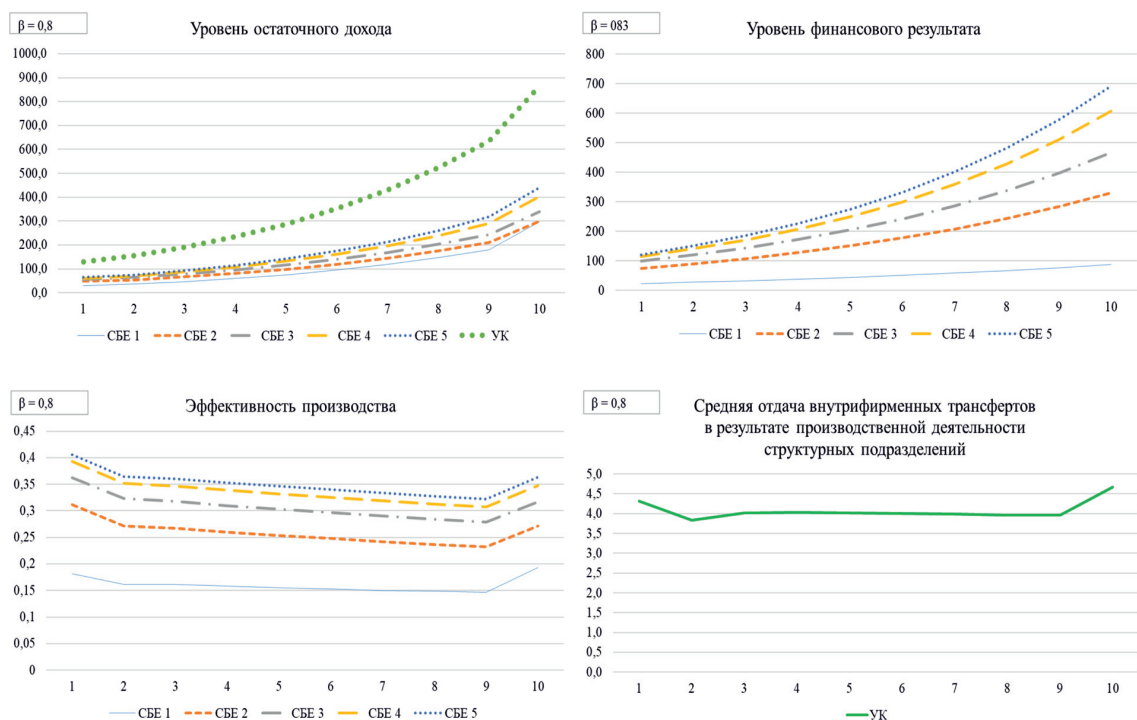 β = 0,8
Уровень остаточного дохода
1000,0
900,0
800,0
700,0
600,0
500,0
400,0
300,0
200,0
100,0
0,0
1 2 3 4 5 6 7 8 9 10
СБЕ 1 СБЕ 2 СБЕ 3 СБЕ 4 СБЕ 5 УК
β = 083
Уровень финансового результата
800
700
600
500
400
300
200
100
0
1 2 3 4 5 6 7 8 9 10
СБЕ 1 СБЕ 2 СБЕ 3 СБЕ 4 СБЕ 5
β = 0,8
Эффективность производства
0,45
0,4
0,35
0,3
0,25
0,2
0,15
0,1
0,05
0
1 2 3 4 5 6 7 8 9 10
СБЕ 1 СБЕ 2 СБЕ 3 СБЕ 4 СБЕ 5
β = 0,8
Средняя отдача внутрифирменных трансфертов
в результате производственной деятельности
структурных подразделений
5,0
4,5
4,0
3,5
3,0
2,5
2,0
1,5
1,0
0,5
0,0
1 2 3 4 5 6 7 8 9 10
УК